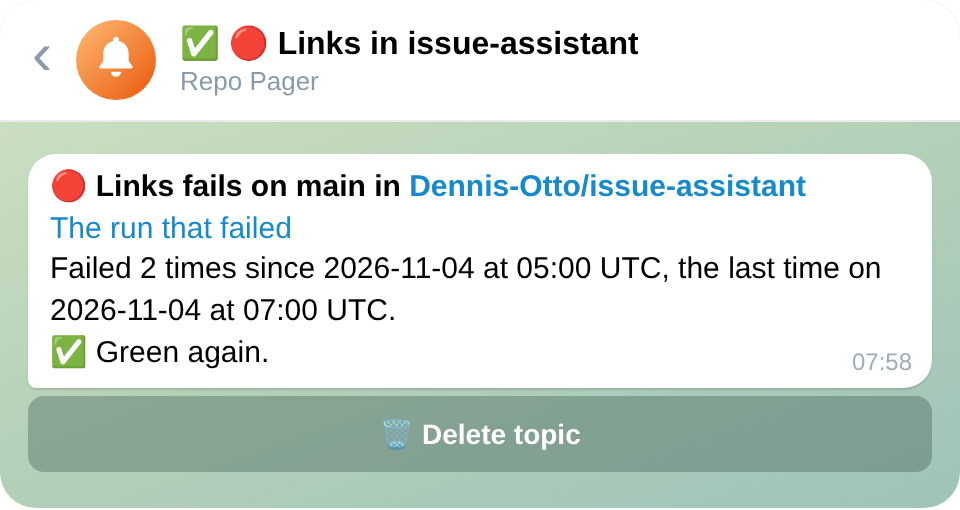 ✅ 🔴 Links in issue-assistant
Repo Pager
🔴 Links fails on main in Dennis-Otto/issue-assistant
The run that failed
Failed 2 times since 2026-11-04 at 05:00 UTC, the last time on
2026-11-04 at 07:00 UTC.
✅ Green again.
07:58
🗑️ Delete topic